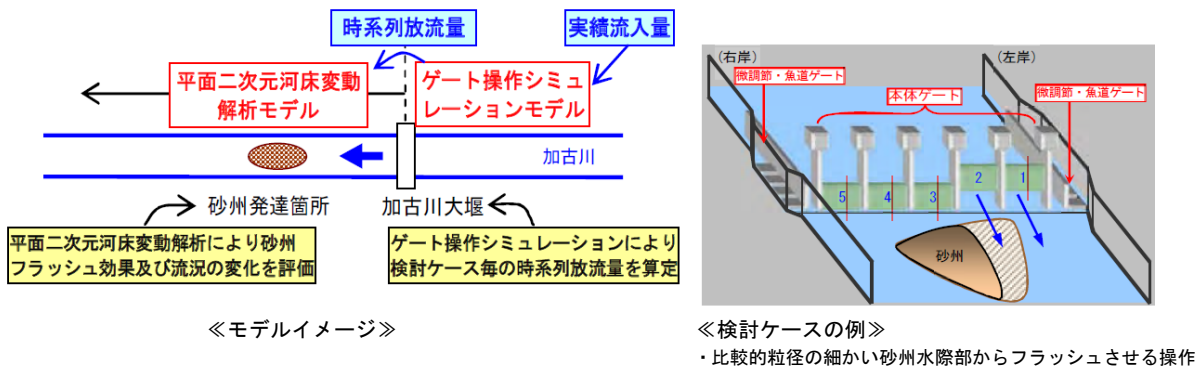 時系列放流量
実績流入量
平面二次元河床変動
解析モデル
ゲート操作シミュ
レーションモデル
加古川
砂州発達箇所
加古川大堰
平面二次元河床変動解析により砂州
フラッシュ効果及び流況の変化を評価
ゲート操作シミュレーションにより
検討ケース毎の時系列放流量を算定
≪モデルイメージ≫
(右岸)
(左岸)
微調節・魚道ゲート
本体ゲート
微調節・魚道ゲート
5 4 3 2 1
砂州
≪検討ケースの例≫
・比較的粒径の細かい砂州水際部からフラッシュさせる操作